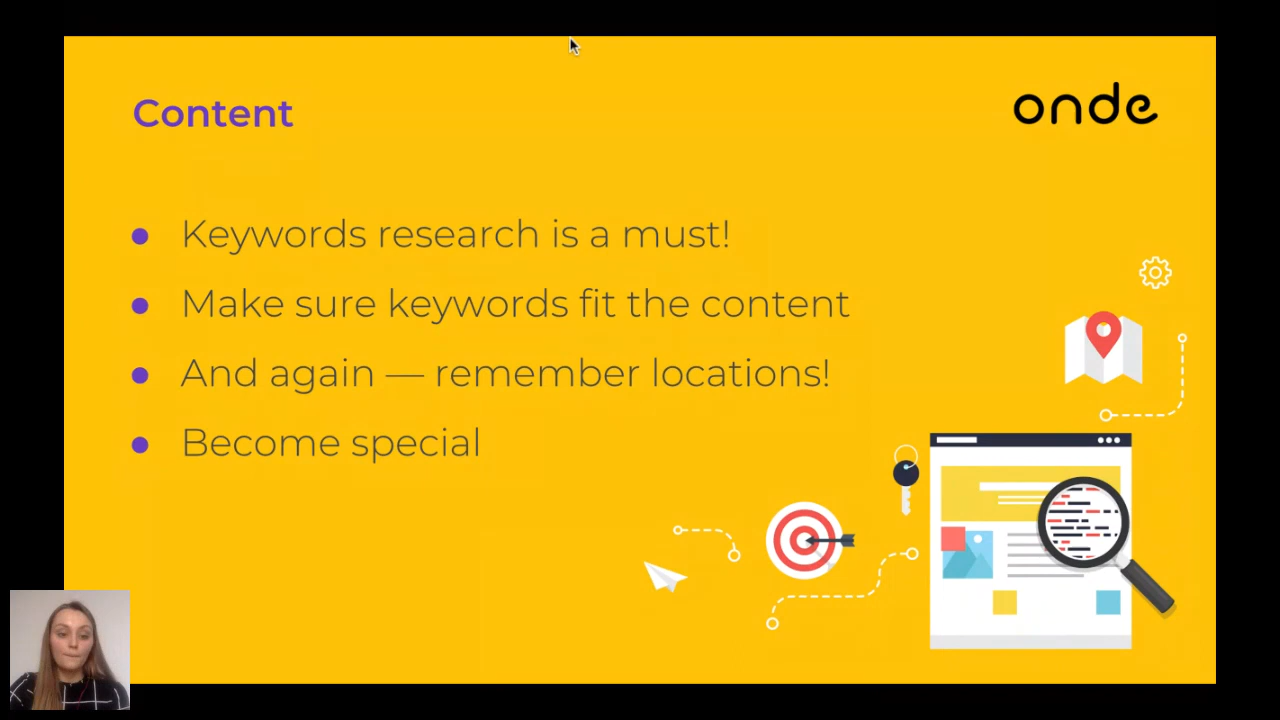 Content
onde
Keywords research is a must!
Make sure keywords fit the content
And again — remember locations!
Become special